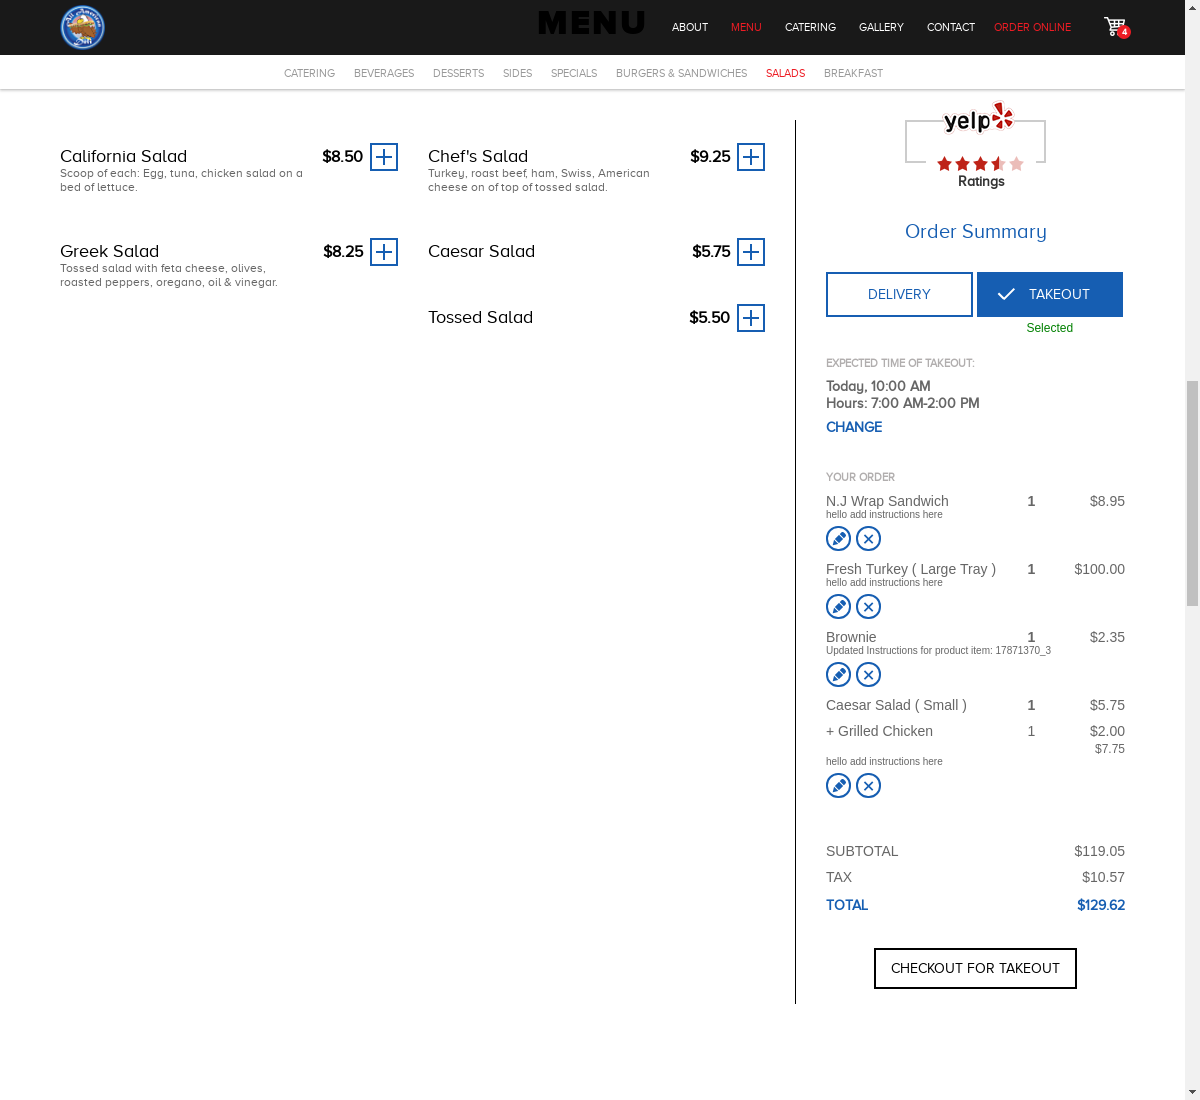 All American
Deli
MENU
ABOUT
MENU
CATERING
GALLERY
CONTACT
ORDER ONLINE
4
CATERING
BEVERAGES
DESSERTS
SIDES
SPECIALS
BURGERS & SANDWICHES
SALADS
BREAKFAST
California Salad
$8.50
Scoop of each: Egg, tuna, chicken salad on a
bed of lettuce.
Chef's Salad
$9.25
Turkey, roast beef, ham, Swiss, American
cheese on of top of tossed salad.
Greek Salad
$8.25
Tossed salad with feta cheese, olives,
roasted peppers, oregano, oil & vinegar.
Caesar Salad
$5.75
Tossed Salad
$5.50
yelp
Ratings
Order Summary
DELIVERY
TAKEOUT
Selected
EXPECTED TIME OF TAKEOUT:
Today, 10:00 AM
Hours: 7:00 AM-2:00 PM
CHANGE
YOUR ORDER
N.J Wrap Sandwich 1 $8.95
hello add instructions here
Fresh Turkey ( Large Tray ) 1 $100.00
hello add instructions here
Brownie 1 $2.35
Updated Instructions for product item: 17871370_3
Caesar Salad ( Small ) 1 $5.75
+ Grilled Chicken 1 $2.00
$7.75
hello add instructions here
SUBTOTAL $119.05
TAX $10.57
TOTAL $129.62
CHECKOUT FOR TAKEOUT